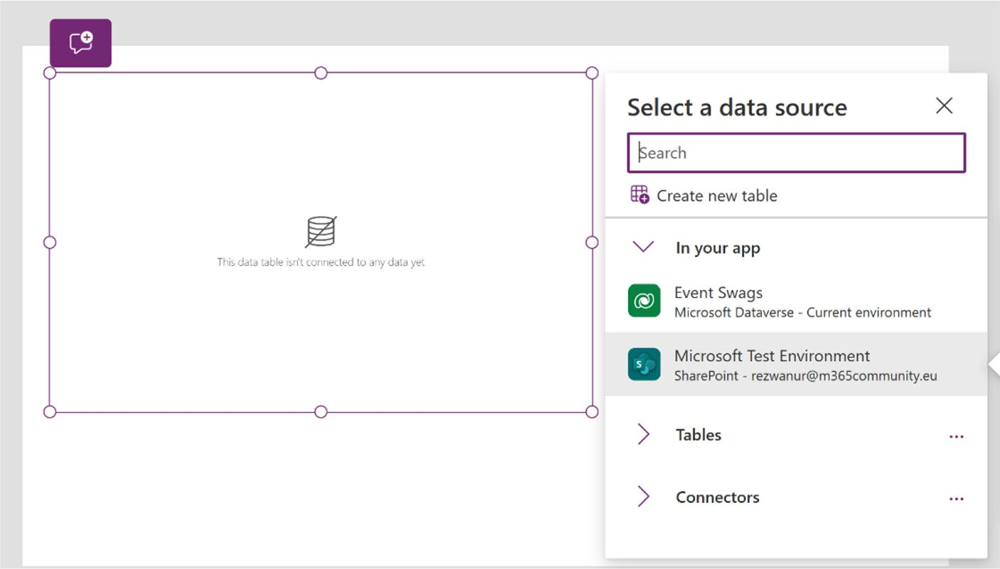 Select a data source
Search
Create new table
This data table isn't connected to any data yet
In your app
Event Swags
Microsoft Dataverse - Current environment
S
Microsoft Test Environment
SharePoint - rezwanur@m365community.eu
Tables
Connectors